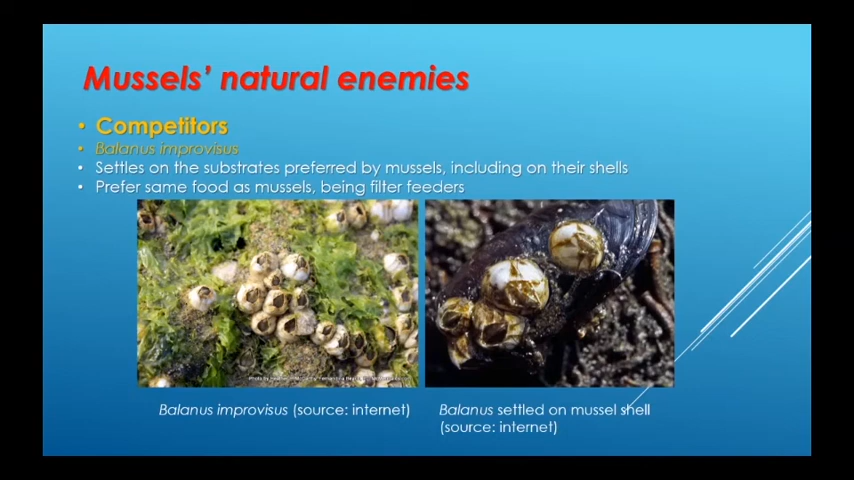 Mussels' natural enemies
• Competitors
• Balanus improvisus
• Settles on the substrates preferred by mussels, including on their shells
• Prefer same food as mussels, being filter feeders
Balanus improvisus (source: internet)
Balanus settled on mussel shell
(source: internet)